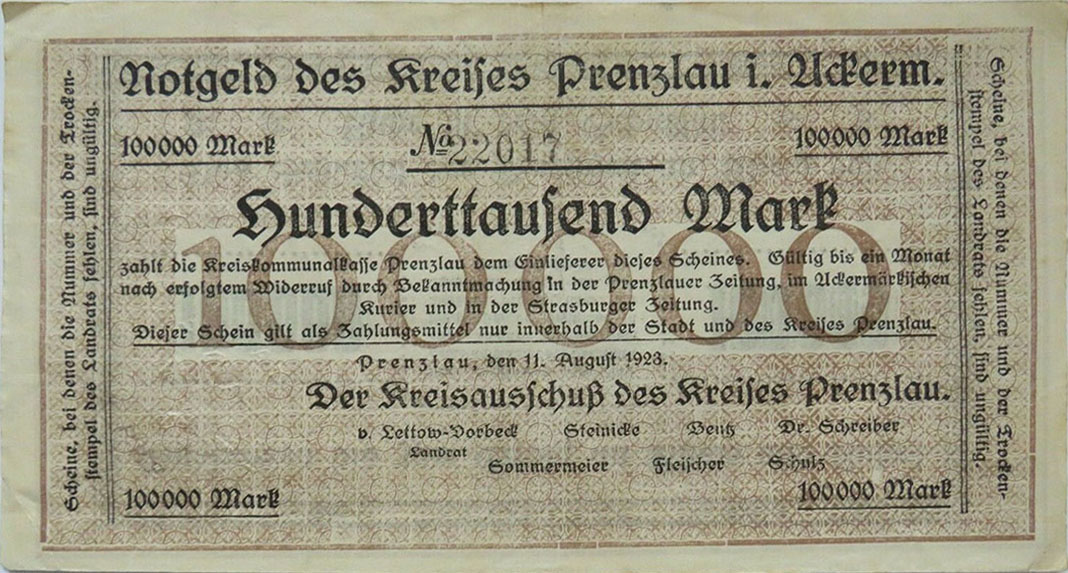 Notgeld des Kreises Prenzlau i. Uckerm.
100000 Mark
№ 22017
100000 Mark
Hunderttausend Mark
100000
zahlt die Kreiskommunalkasse Prenzlau dem Einlieferer dieses Scheines. Gültig bis ein Monat
nach erfolgtem Widerruf durch Bekanntmachung in der Prenzlauer Zeitung, im Uckermärkischen
Kurier und in der Strasburger Zeitung.
Dieser Schein gilt als Zahlungsmittel nur innerhalb der Stadt und des Kreises Prenzlau.
Prenzlau, den 11. August 1923.
Der Kreisausschuß des Kreises Prenzlau.
v. Lettow-Vorbeck Steinicke Bentz Dr. Schreiber
Landrat
Sommermeier Fleischer Schulz
100000 Mark
100000 Mark
Scheine, bei denen die Nummer und der Trocken-
stempel des Landrats fehlen, sind ungültig.
Scheine, bei denen die Nummer und der Trocken-
stempel des Landrats fehlen, sind ungültig.